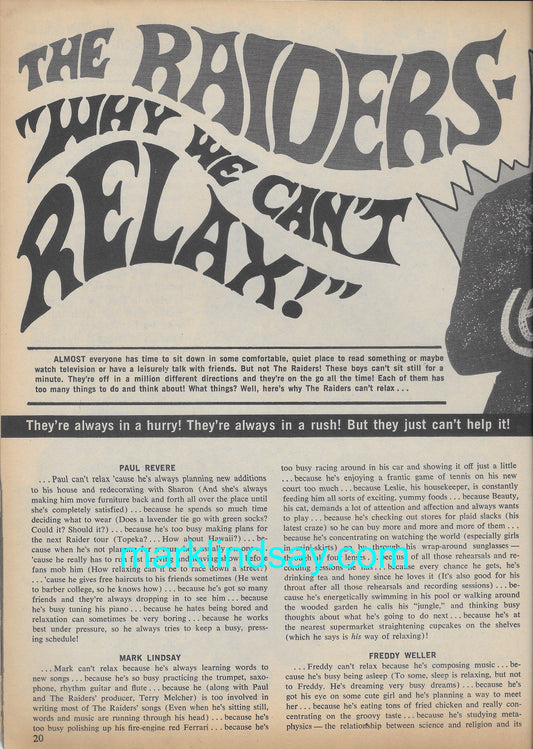 THE RAIDERS-
"WHY WE CAN'T
RELAX!"
ALMOST everyone has time to sit down in some comfortable, quiet place to read something or maybe
watch television or have a leisurely talk with friends. But not The Raiders! These boys can't sit still for a
minute. They're off in a million different directions and they're on the go all the time! Each of them has
too many things to do and think about! What things? Well, here's why The Raiders can't relax . . .
They're always in a hurry! They're always in a rush! But they just can't help it!
PAUL REVERE
. . . Paul can't relax 'cause he's always planning new additions
to his house and redecorating with Sharon (And she's always
making him move furniture back and forth all over the place until
she's completely satisfied) . . . because he spends so much time
deciding what to wear (Does a lavender tie go with green socks?
Could it? Should it?) . . . because he's too busy making plans for
the next Raider tour (Topeka? . . . How about Hawaii?) . . . be-
cause when he's not
'cause he really has to
fans mob him (How relaxing can it be to race down a street)
. . . 'cause he gives free haircuts to his friends sometimes (He went
to barber college, so he knows how) . . . because he's got so many
friends and they're always dropping in to see him . . . because
he's busy tuning his piano . . . because he hates being bored and
relaxation can sometimes be very boring . . . because he works
best under pressure, so he always tries to keep a busy, press-
ing schedule!
MARK LINDSAY
. . . Mark can't relax because he's always learning words to
new songs . . . because he's so busy practicing the trumpet, saxo-
phone, rhythm guitar and flute . . . because he (along with Paul
and The Raiders' producer, Terry Melcher) is too involved in
writing most of The Raiders' songs (Even when he's sitting still,
words and music are running through his head) . . . because he's
too busy polishing up his fire-engine red Ferrari . . . because he's
20
too busy racing around in his car and showing it off just a little
. . . because he's enjoying a frantic game of tennis on his new
court too much . . . because Leslie, his housekeeper, is constantly
feeding him all sorts of exciting, yummy foods . . . because Beauty,
his cat, demands a lot of attention and affection and always wants
to play . . . because he's checking out stores for plaid slacks (his
latest craze) so he can buy more and more and more of them . . .
because he's concentrating on watching the world (especially girls
in mini-skirts) go by through his wrap-around sunglasses—
of all those rehearsals and re-
cording sessions because every chance he gets, he's
drinking tea and honey since he loves it (It's also good for his
throat after all those rehearsals and recording sessions) . . . be-
cause he's energetically swimming in his pool or walking around
the wooded garden he calls his "jungle," and thinking busy
thoughts about what he's going to do next . . . because he's at
the nearest supermarket straightening cupcakes on the shelves
(which he says is his way of relaxing)!
FREDDY WELLER
. . . Freddy can't relax because he's composing music . . . be-
cause he's busy being asleep (To some, sleep is relaxing, but not
to Freddy. He's dreaming very busy dreams) . . . because he's
got his eye on some cute girl and he's planning a way to meet
her . . . because he's eating tons of fried chicken and really con-
centrating on the groovy taste . . . because he's studying meta-
physics — the relationship between science and religion and its
marklindsay.com